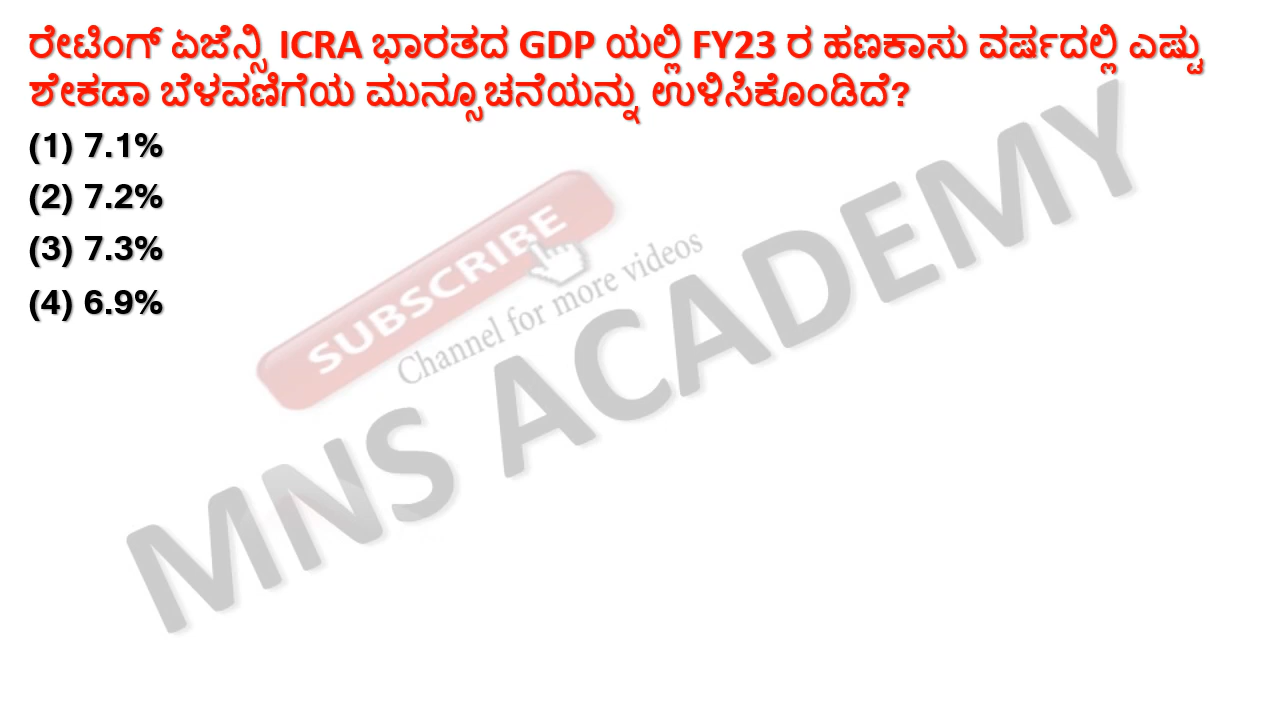 ರೇಟಿಂಗ್ ಏಜೆನ್ಸಿ ICRA ಭಾರತದ GDP ಯಲ್ಲಿ FY23 ರ ಹಣಕಾಸು ವರ್ಷದಲ್ಲಿ ಎಷ್ಟು
ಶೇಕಡಾ ಬೆಳವಣಿಗೆಯ ಮುನ್ಸೂಚನೆಯನ್ನು ಉಳಿಸಿಕೊಂಡಿದೆ?
(1) 7.1%
(2) 7.2%
(3) 7.3%
(4) 6.9%
SUBSCRIBE
Channel for more videos
MNS ACADEMY